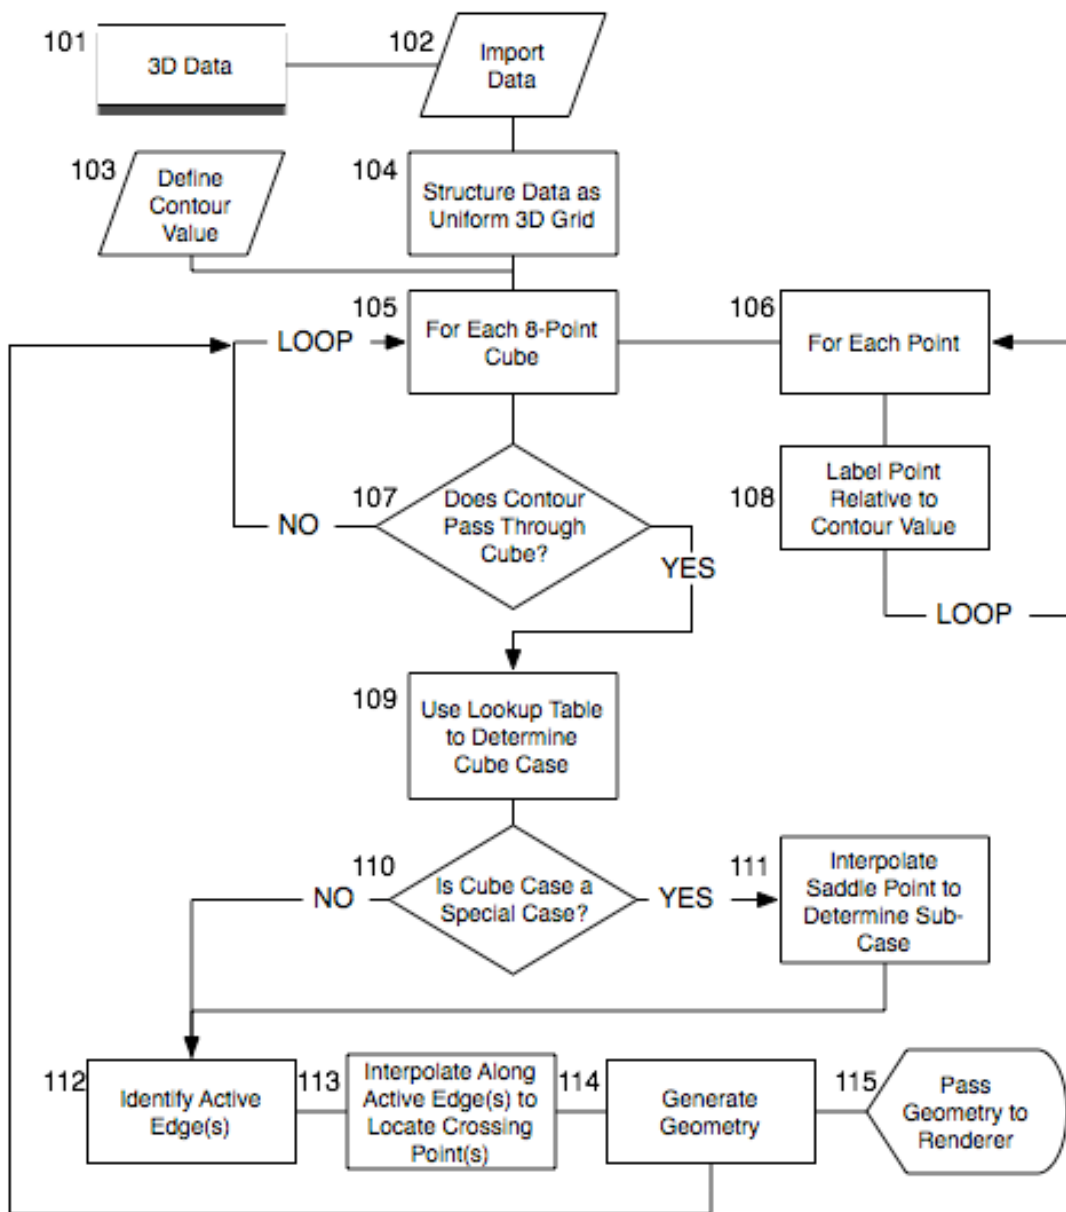 101
3D Data
102
Import
Data
103
Define
Contour
Value
104
Structure Data as
Uniform 3D Grid
105
For Each 8-Point
Cube
106
For Each Point
LOOP
107
Does Contour
Pass Through
Cube?
NO
YES
108
Label Point
Relative to
Contour Value
LOOP
109
Use Lookup Table
to Determine
Cube Case
110
Is Cube Case a
Special Case?
NO
YES
111
Interpolate
Saddle Point to
Determine Sub-
Case
112
Identify Active
Edge(s)
113
Interpolate Along
Active Edge(s) to
Locate Crossing
Point(s)
114
Generate
Geometry
115
Pass
Geometry to
Renderer